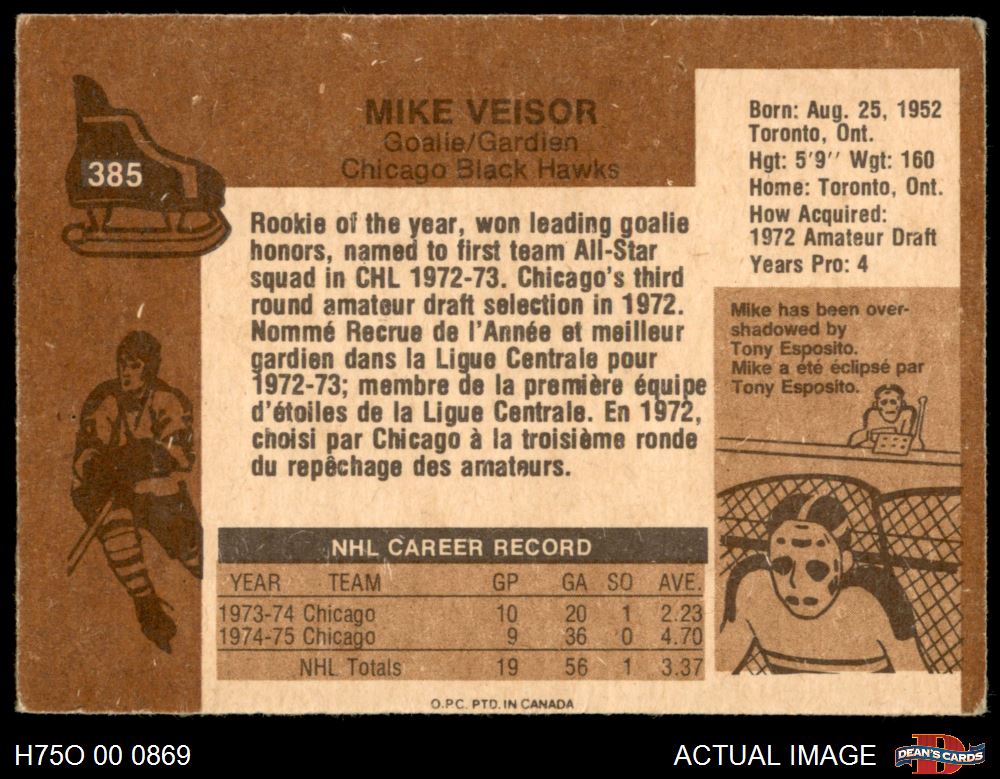 385
MIKE VEISOR
Goalie/Gardien
Chicago Black Hawks
Born: Aug. 25, 1952
Toronto, Ont.
Hgt: 5'9'' Wgt: 160
Home: Toronto, Ont.
How Acquired:
1972 Amateur Draft
Years Pro: 4
Rookie of the year, won leading goalie
honors, named to first team All-Star
squad in CHL 1972-73. Chicago's third
round amateur draft selection in 1972.
Nommé Recrue de l'Année et meilleur
gardien dans la Ligue Centrale pour
1972-73; membre de la première équipe
d'étoiles de la Ligue Centrale. En 1972,
choisi par Chicago à la troisième ronde
du repêchage des amateurs.
Mike has been over-
shadowed by
Tony Esposito.
Mike a été éclipsé par
Tony Esposito.
NHL CAREER RECORD
YEAR TEAM GP GA SO AVE.
1973-74 Chicago 10 20 1 2.23
1974-75 Chicago 9 36 0 4.70
NHL Totals 19 56 1 3.37
O.P.C. PTD. IN CANADA
H75O 00 0869
ACTUAL IMAGE
DEAN'S CARDS